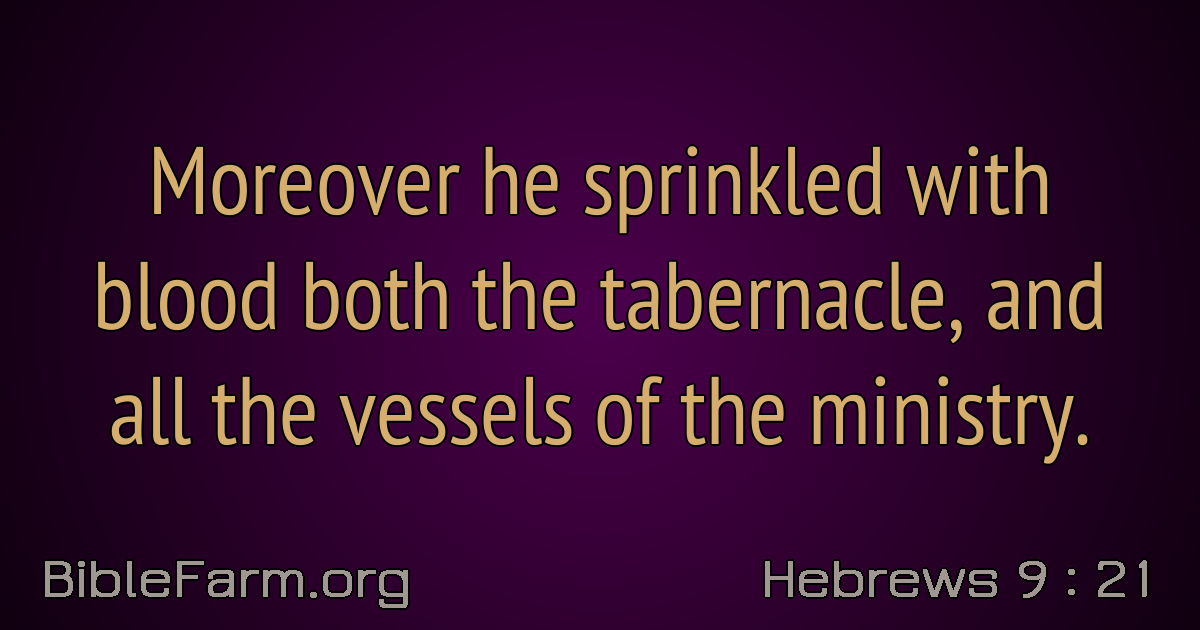 Moreover he sprinkled with
blood both the tabernacle, and
all the vessels of the ministry.
BibleFarm.org
Hebrews 9 : 21